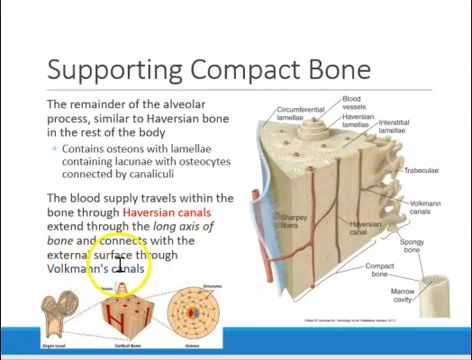 Supporting Compact Bone
The remainder of the alveolar
process, similar to Haversian bone
in the rest of the body
Contains osteons with lamellae
containing lacunae with osteocytes
connected by canaliculi
The blood supply travels within the
bone through Haversian canals
extend through the long axis of
bone and connects with the
external surface through
Volkmann's canals
Circumferential
lamellae
Blood
vessels
Haversian
lamellae
Interstitial
lamellae
Trabeculae
Volkmann
canals
Sharpey
fibers
Haversian
canal
Spongy
bone
Compact
bone
Marrow
cavity
Osteon
Osteocytes
Organ Level
Cortical Bone
Osteon